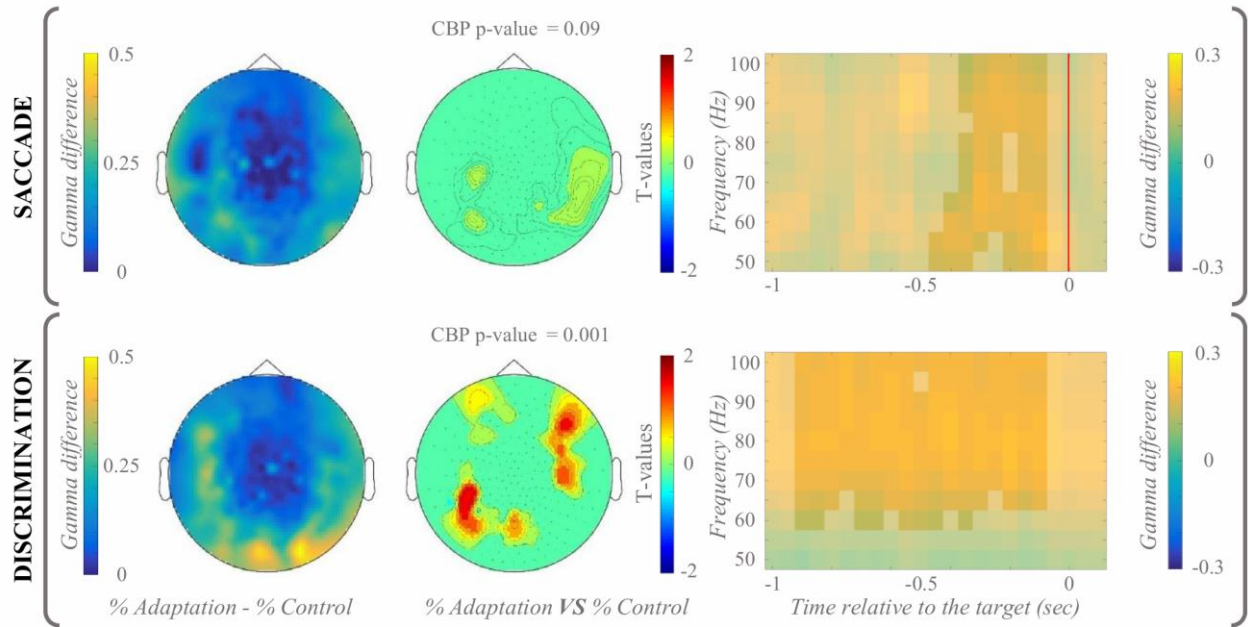 SACCADE
Gamma difference
0.5
0.25
0
CBP p-value = 0.09
2
0
-2
T-values
Frequency (Hz)
100
90
80
70
60
50
-1
-0.5
0
Gamma difference
0.3
0
-0.3
DISCRIMINATION
Gamma difference
0.5
0.25
0
% Adaptation - % Control
CBP p-value = 0.001
2
0
-2
T-values
% Adaptation VS % Control
Frequency (Hz)
100
90
80
70
60
50
-1
-0.5
0
Time relative to the target (sec)
Gamma difference
0.3
0
-0.3